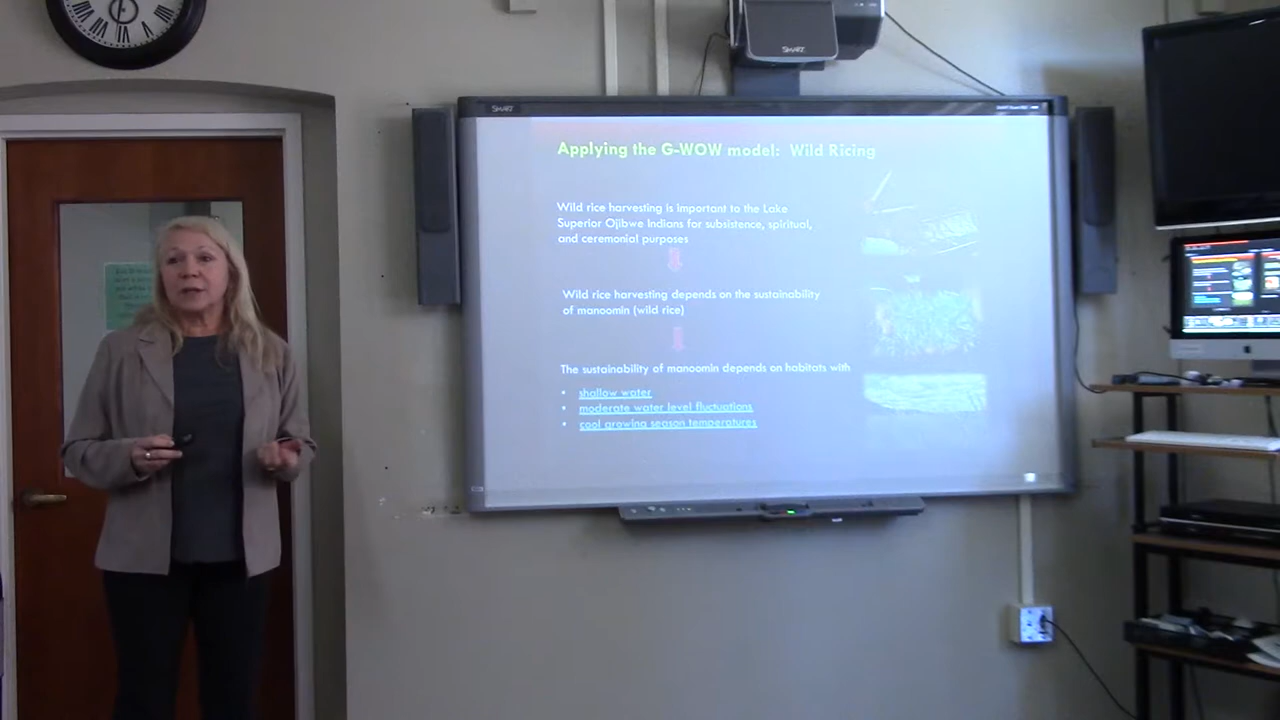 SMART
SMART
Applying the G-WOW model: Wild Ricing
Wild rice harvesting is important to the Lake
Superior Ojibwe Indians for subsistence, spiritual,
and ceremonial purposes
Wild rice harvesting depends on the sustainability
of manoomin (wild rice)
The sustainability of manoomin depends on habitats with
• shallow water
• moderate water level fluctuations
• cool growing season temperatures